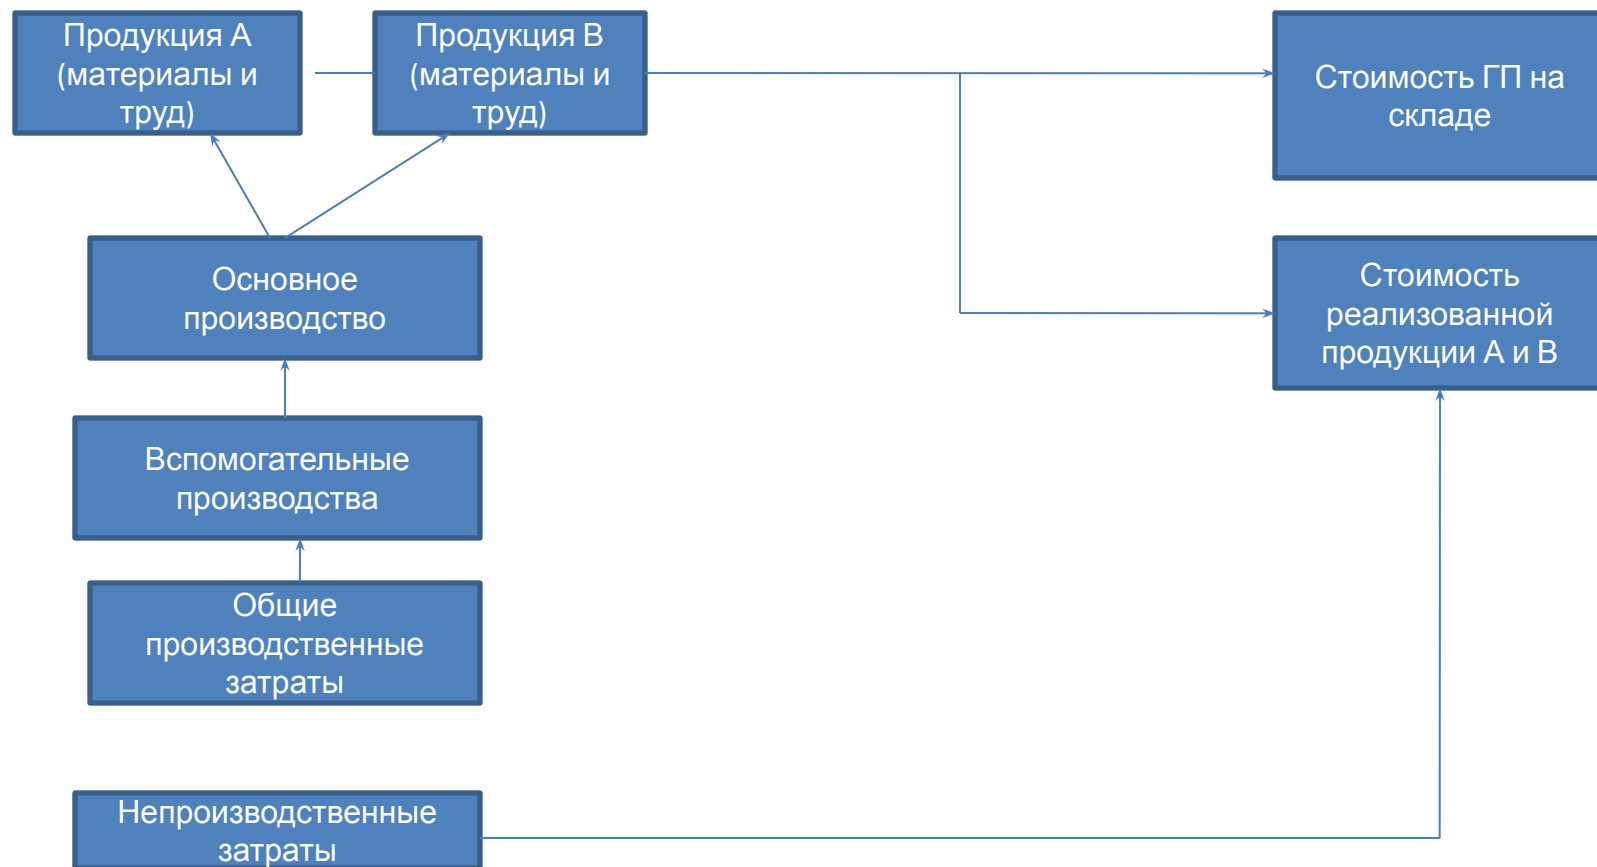 Продукция А
(материалы и
труд)
Продукция В
(материалы и
труд)
Стоимость ГП на
складе
Основное
производство
Стоимость
реализованной
продукции А и В
Вспомогательные
производства
Общие
производственные
затраты
Непроизводственные
затраты